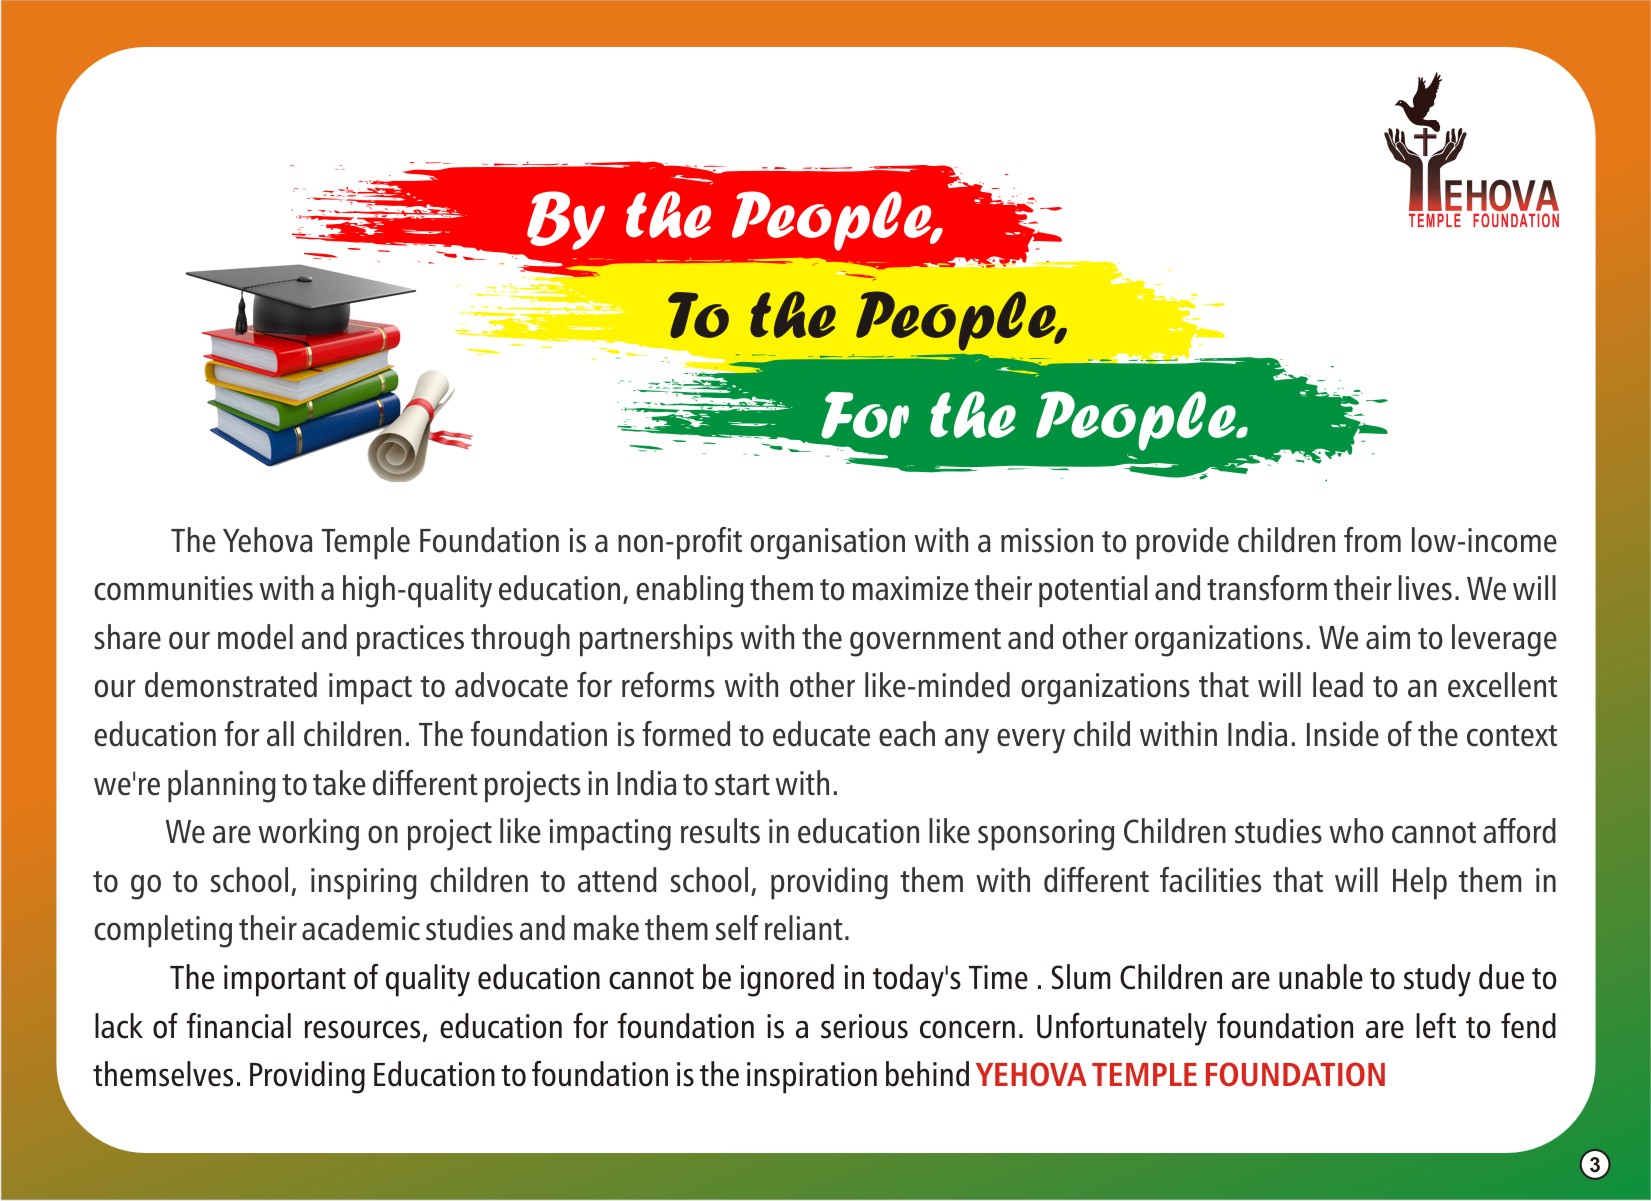 YEHOVA
TEMPLE FOUNDATION
By the People,
To the People,
For the People.
The Yehova Temple Foundation is a non-profit organisation with a mission to provide children from low-income
communities with a high-quality education, enabling them to maximize their potential and transform their lives. We will
share our model and practices through partnerships with the government and other organizations. We aim to leverage
our demonstrated impact to advocate for reforms with other like-minded organizations that will lead to an excellent
education for all children. The foundation is formed to educate each any every child within India. Inside of the context
we're planning to take different projects in India to start with.
We are working on project like impacting results in education like sponsoring Children studies who cannot afford
to go to school, inspiring children to attend school, providing them with different facilities that will Help them in
completing their academic studies and make them self reliant.
The important of quality education cannot be ignored in today's Time . Slum Children are unable to study due to
lack of financial resources, education for foundation is a serious concern. Unfortunately foundation are left to fend
themselves. Providing Education to foundation is the inspiration behind YEHOVA TEMPLE FOUNDATION
3